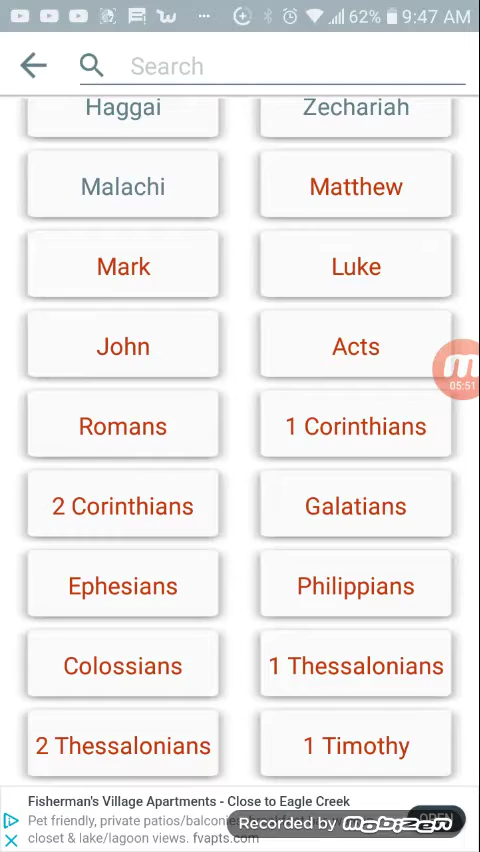 62% 9:47 AM
Search
Haggai Zechariah
Malachi Matthew
Mark Luke
John Acts
05:51
Romans 1 Corinthians
2 Corinthians Galatians
Ephesians Philippians
Colossians 1 Thessalonians
2 Thessalonians 1 Timothy
Fisherman's Village Apartments - Close to Eagle Creek
Pet friendly, private patios/balconie
closet & lake/lagoon views. fvapts.com
OPEN
Recorded by mobizen